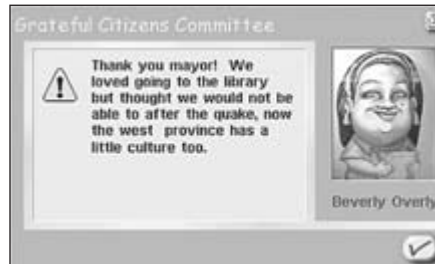 Grateful Citizens Committee
Thank you mayor! We
loved going to the library
but thought we would not be
able to after the quake, now
the west province has a
little culture too.
Beverly Overly